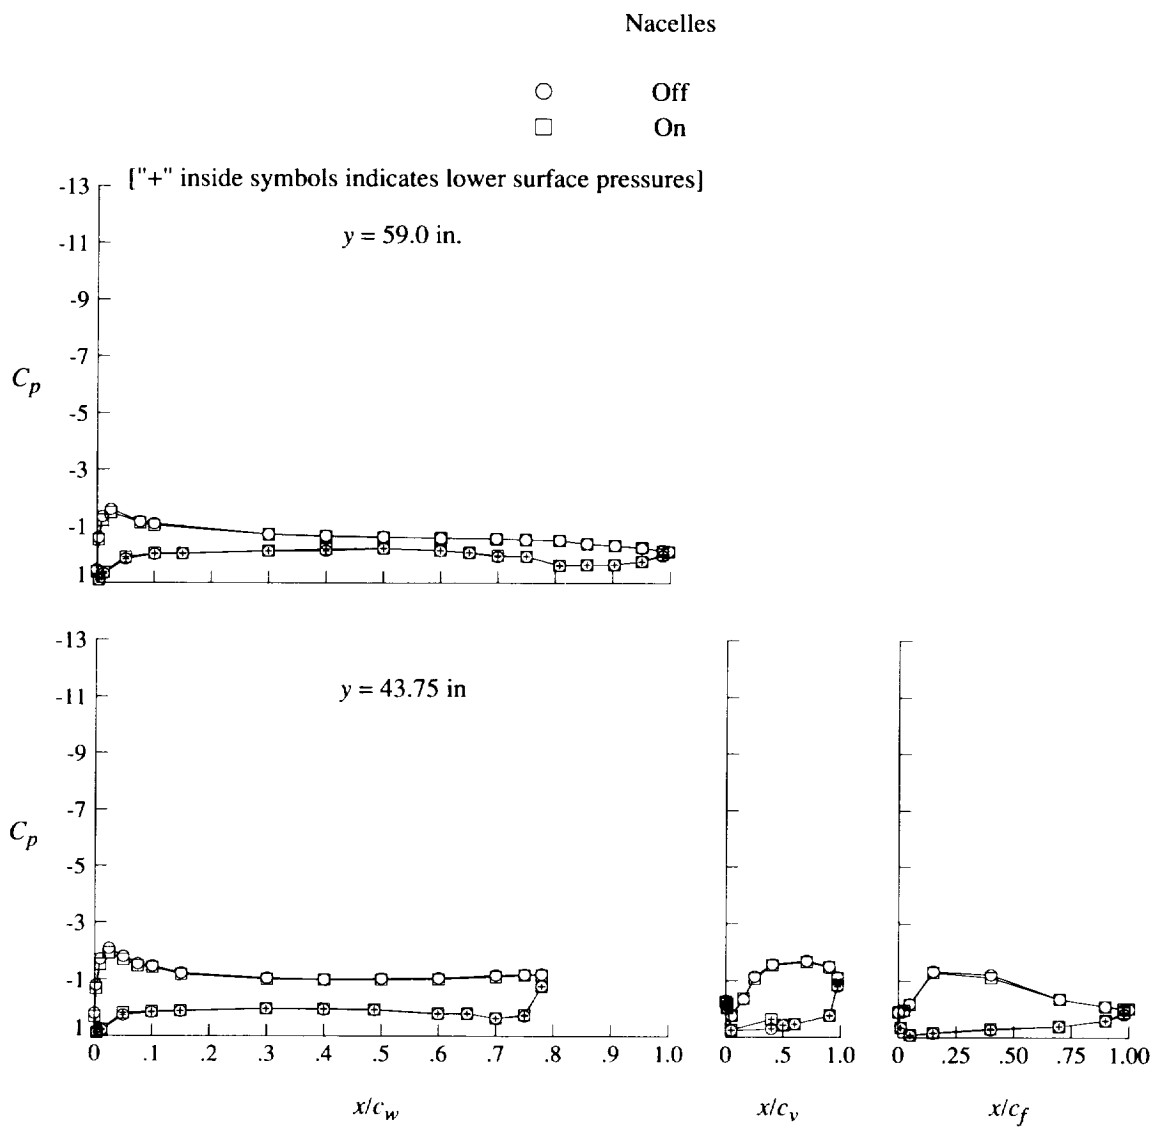 Nacelles
Off
On
["+" inside symbols indicates lower surface pressures]
y = 59.0 in.
-13
-11
-9
-7
-5
-3
-1
1
Cp
y = 43.75 in
-13
-11
-9
-7
-5
-3
-1
1
Cp
0 .1 .2 .3 .4 .5 .6 .7 .8 .9 1.0
x/cw
0 .5 1.0
x/cv
0 .25 .50 .75 1.00
x/cf